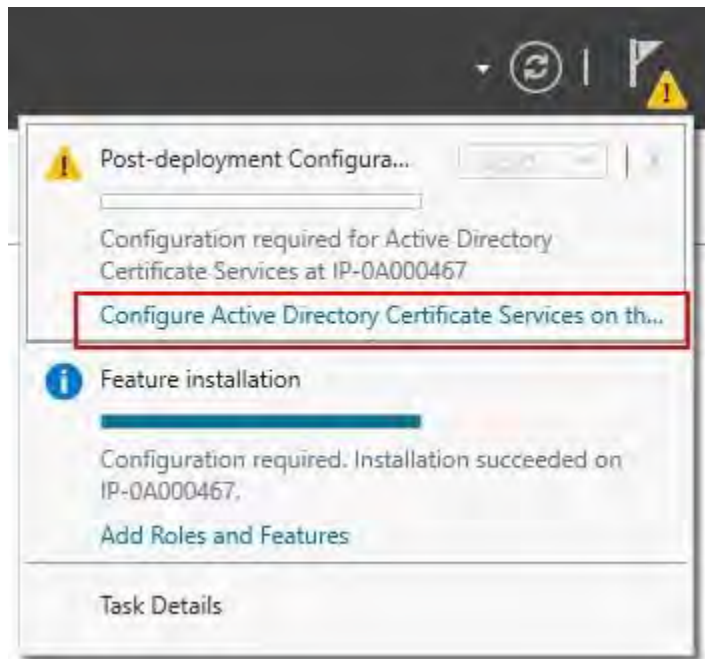 Post-deployment Configura...
Configuration required for Active Directory
Certificate Services at IP-0A000467
Configure Active Directory Certificate Services on th...
Feature installation
Configuration required. Installation succeeded on
IP-0A000467.
Add Roles and Features
Task Details